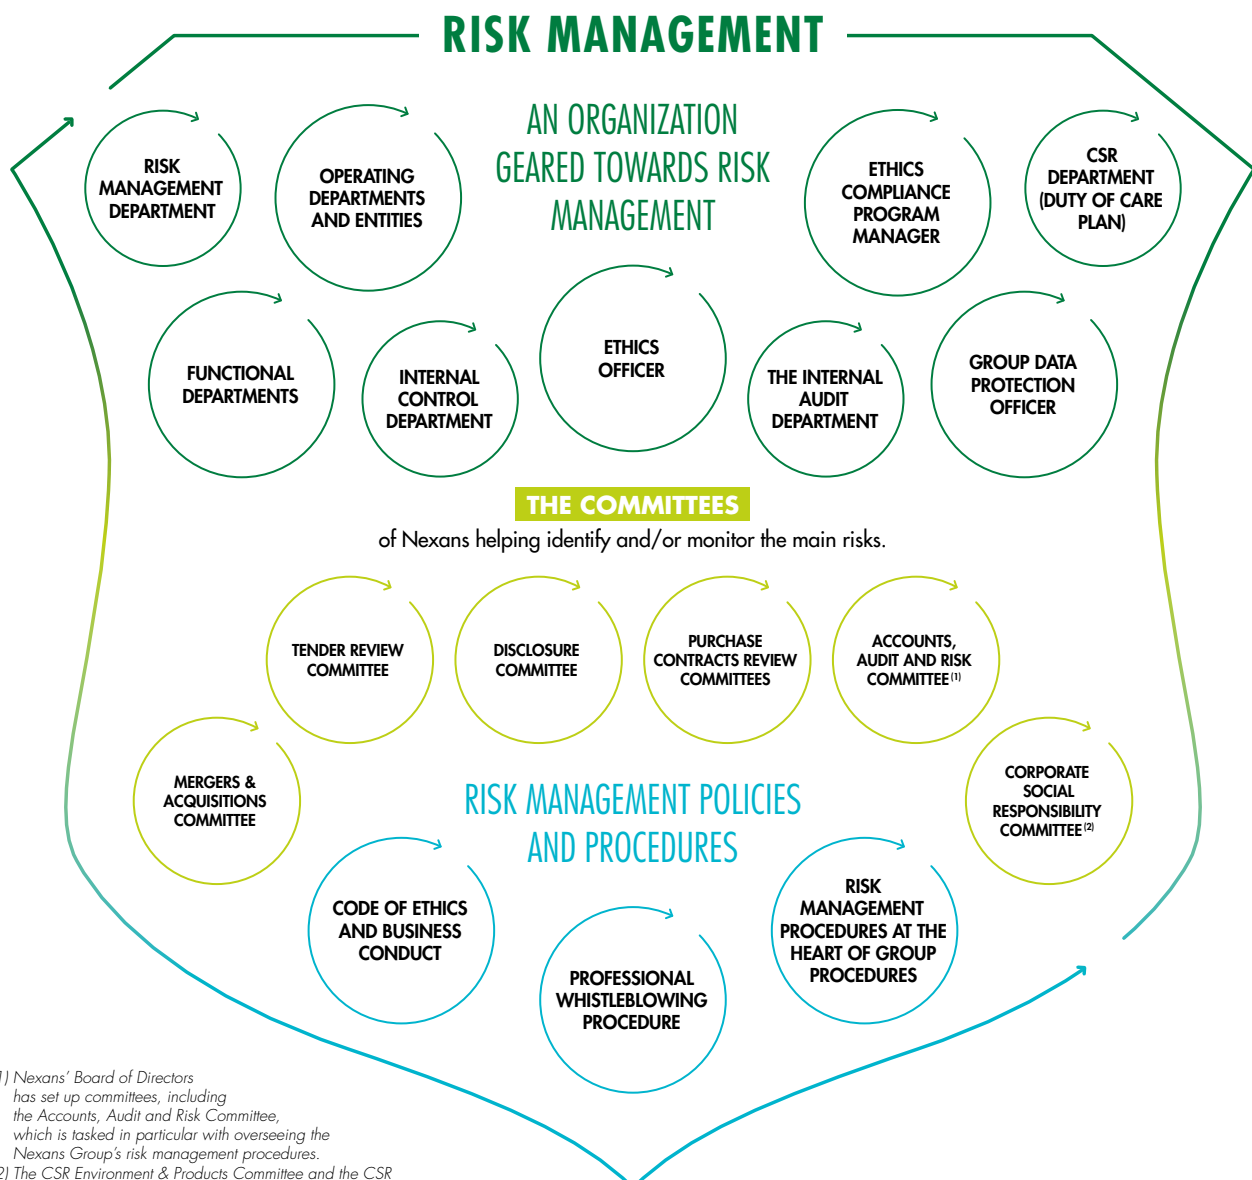 RISK MANAGEMENT
AN ORGANIZATION
GEARED TOWARDS RISK
MANAGEMENT
RISK
MANAGEMENT
DEPARTMENT
OPERATING
DEPARTMENTS
AND ENTITIES
ETHICS
COMPLIANCE
PROGRAM
MANAGER
CSR
DEPARTMENT
(DUTY OF CARE
PLAN)
FUNCTIONAL
DEPARTMENTS
INTERNAL
CONTROL
DEPARTMENT
ETHICS
OFFICER
THE INTERNAL
AUDIT
DEPARTMENT
GROUP DATA
PROTECTION
OFFICER
THE COMMITTEES
of Nexans helping identify and/or monitor the main risks.
TENDER REVIEW
COMMITTEE
DISCLOSURE
COMMITTEE
PURCHASE
CONTRACTS REVIEW
COMMITTEES
ACCOUNTS,
AUDIT AND RISK
COMMITTEE (1)
MERGERS &
ACQUISITIONS
COMMITTEE
CORPORATE
SOCIAL
RESPONSIBILITY
COMMITTEE (2)
RISK MANAGEMENT POLICIES
AND PROCEDURES
CODE OF ETHICS
AND BUSINESS
CONDUCT
PROFESSIONAL
WHISTLEBLOWING
PROCEDURE
RISK
MANAGEMENT
PROCEDURES AT THE
HEART OF GROUP
PROCEDURES
1) Nexans' Board of Directors
has set up committees, including
the Accounts, Audit and Risk Committee,
which is tasked in particular with overseeing the
Nexans Group's risk management procedures.
2) The CSR Environment & Products Committee and the CSR